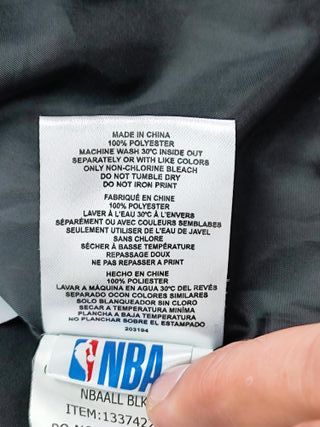 MADE IN CHINA
100% POLYESTER
MACHINE WASH 30°C INSIDE OUT
SEPARATELY OR WITH LIKE COLORS
ONLY NON-CHLORINE BLEACH
DO NOT TUMBLE DRY
DO NOT IRON PRINT
FABRIQUÉ EN CHINE
100% POLYESTER
LAVER À L'EAU 30°C À L'ENVERS
SÉPARÉMENT OU AVEC COULEURS SEMBLABES
SEULEMENT UTILISER DE L'EAU DE JAVEL
SANS CHLORE
SÉCHER À BASSE TEMPÉRATURE
REPASSAGE DOUX
NE PAS REPASSER A PRINT
HECHO EN CHINE
100% POLIESTER
LAVAR A MÁQUINA EN AGUA 30°C DEL REVÉS
SEPARADO OCON COLORES SIMILARES
SOLO BLANQUEADOR SIN CLORO
SECAR A TEMPERATURA MINÍMA
PLANCHA A BAJA TEMPERATURA
NO PLANCHAR SOBRE EL ESTAMPADO
203194
NBA
NBAALL BLK
ITEM:133742